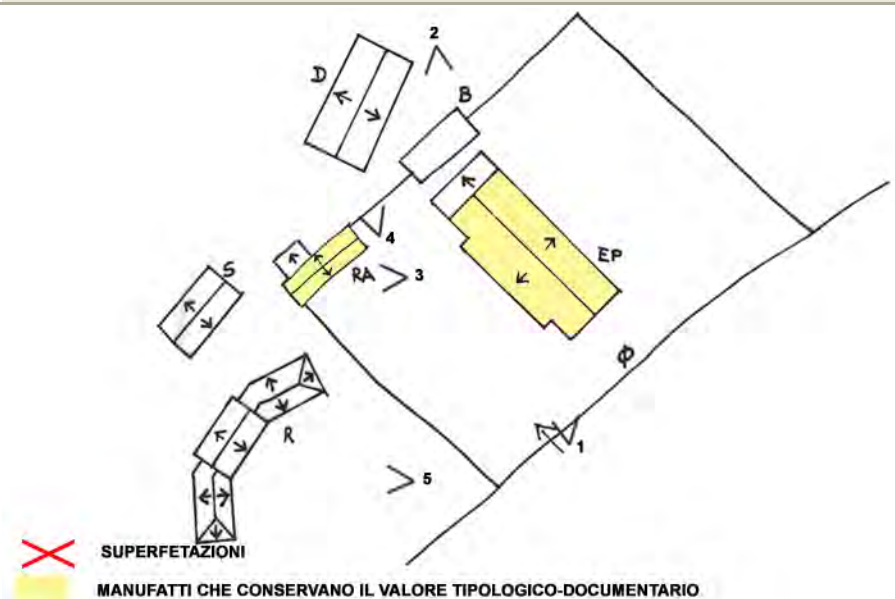 2
D
B
4
EP
S
RA
3
R
1
5
SUPERFETAZIONI
MANUFATTI CHE CONSERVANO IL VALORE TIPOLOGICO-DOCUMENTARIO